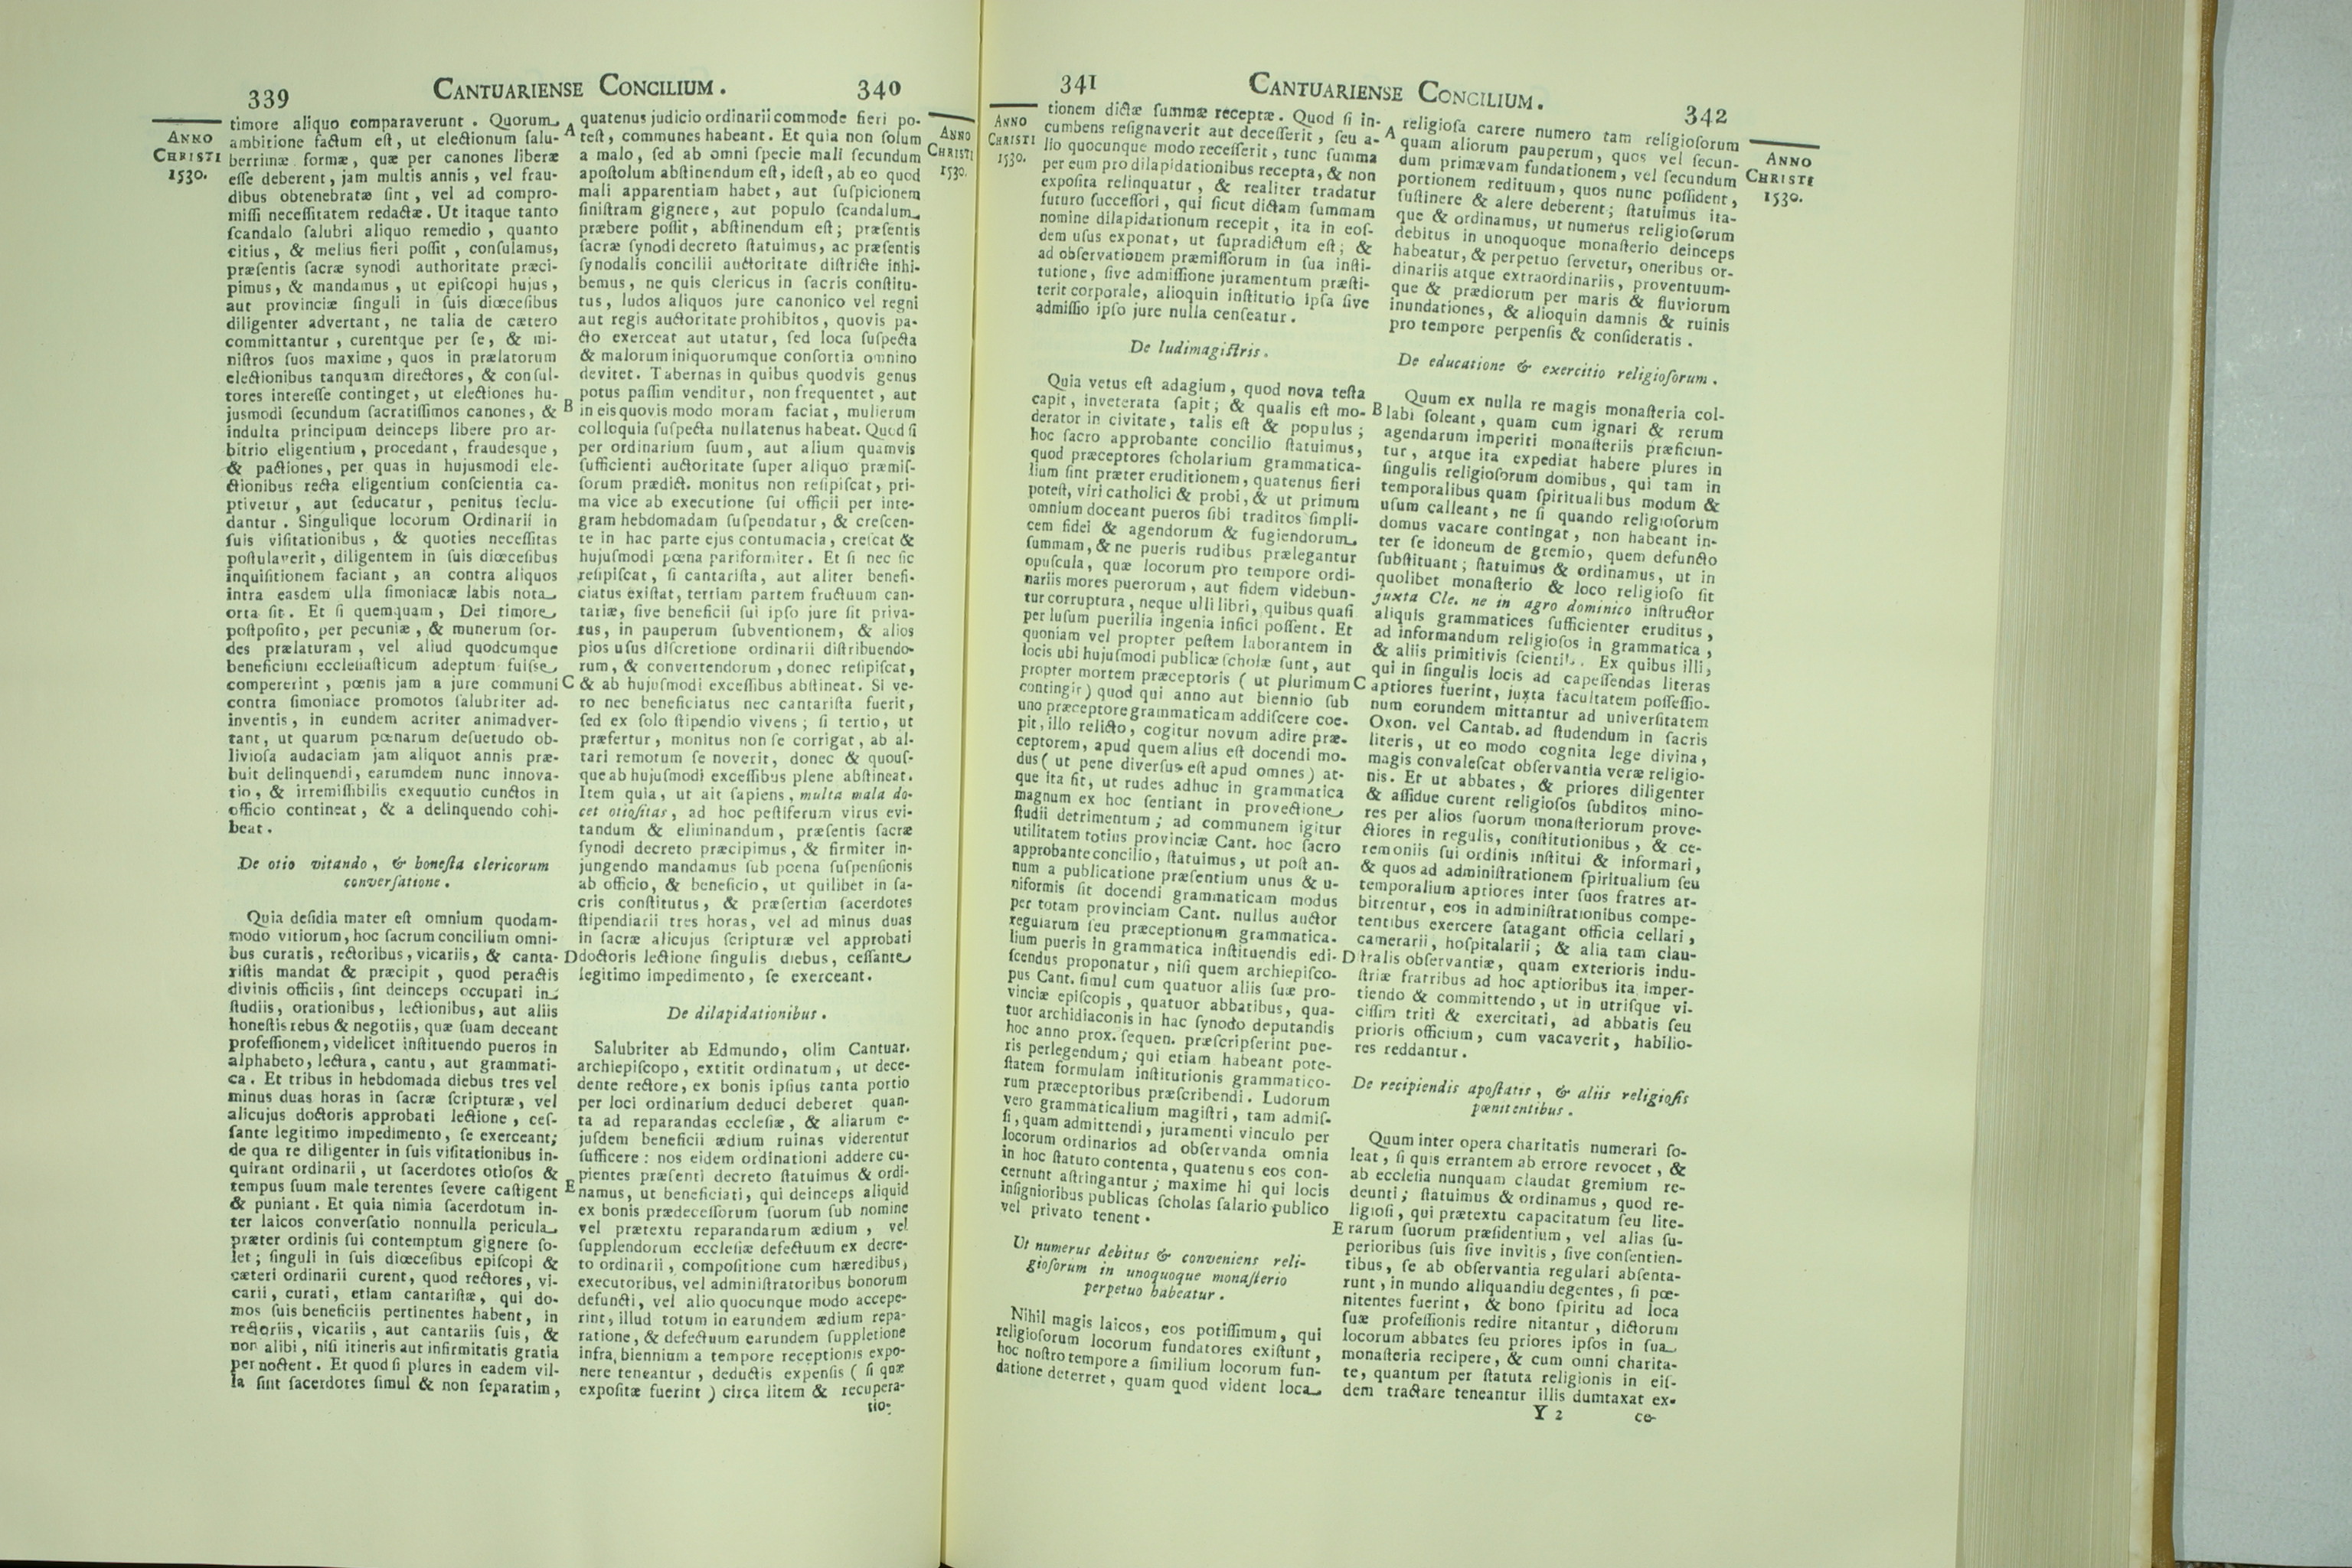 339
CANTUARIENSE CONCILIUM.
340
ANNO
CHRISTI
1530.
timore aliquo comparaverunt. Quorum
ambitione factum est, ut electionum salu-
berrimæ formæ, quæ per canones liberæ
esse deberent, jam multis annis, vel frau-
dibus obtenebratæ sint, vel ad compro-
missi necessitatem redactæ. Ut itaque tanto
scandalo salubri aliquo remedio, quanto
citius, & melius fieri possit, consulamus,
præsentis sacræ synodi authoritate præci-
pimus, & mandamus, ut episcopi hujus,
aut provinciæ singuli in suis diœcesibus
diligenter advertant, ne talia de cætero
committantur, curentque per se, & mi-
nistros suos maxime, quos in prælatorum
electionibus tanquam directores, & consul-
tores interesse continget, ut electiones hu-
jusmodi secundum sacratissimos canones, &
indulta principum deinceps libere pro ar-
bitrio eligentium, procedant, fraudesque,
& pactiones, per quas in hujusmodi ele-
ctionibus recta eligentium conscientia ca-
ptivetur, aut seducatur, penitus seclu-
dantur. Singulique locorum Ordinarii in
suis visitationibus, & quoties necessitas
postulaverit, diligentem in suis diœcesibus
inquisitionem faciant, an contra aliquos
intra easdem ulla simoniacæ labis nota
orta sit. Et si quemquam, Dei timore
postposito, per pecuniæ, & munerum sor-
des prælaturam, vel aliud quodcumque
beneficium ecclesiasticum adeptum fuisse
compererint, pœnis jam a jure communi
contra simoniace promotos salubriter ad-
inventis, in eundem acriter animadver-
tant, ut quarum pœnarum desuetudo ob-
liviosa audaciam jam aliquot annis præ-
buit delinquendi, earumdem nunc innova-
tio, & irremissibilis exequutio cunctos in
officio contineat, & a delinquendo cohi-
beat.
De otio vitando, & honesta clericorum
conversatione.
Quia desidia mater est omnium quodam-
modo vitiorum, hoc sacrum concilium omni-
bus curatis, rectoribus, vicariis, & canta-
ristis mandat & præcipit, quod peractis
divinis officiis, sint deinceps occupati in
studiis, orationibus, lectionibus, aut aliis
honestis rebus & negotiis, quæ suam deceant
professionem, videlicet instituendo pueros in
alphabeto, lectura, cantu, aut grammati-
ca. Et tribus in hebdomada diebus tres vel
minus duas horas in sacræ scripturæ, vel
alicujus doctoris approbati lectione, ces-
sante legitimo impedimento, se exerceant;
de qua re diligenter in suis visitationibus in-
quirant ordinarii, ut sacerdotes otiosos &
tempus suum male terentes severe castigent
& puniant. Et quia nimia sacerdotum in-
ter laicos conversatio nonnulla pericula
præter ordinis sui contemptum gignere so-
let; singuli in suis diœcesibus episcopi &
cæteri ordinarii curent, quod rectores, vi-
carii, curati, etiam cantaristæ, qui do-
mos suis beneficiis pertinentes habent, in
rectoriis, vicariis, aut cantariis suis, &
non alibi, nisi itineris aut infirmitatis gratia
pernoctent. Et quod si plures in eadem vil-
la sint sacerdotes simul & non separatim,
A
B
C
D
E
quatenus judicio ordinarii commode fieri po-
test, communes habeant. Et quia non solum
a malo, sed ab omni specie mali secundum
apostolum abstinendum est, idest, ab eo quod
mali apparentiam habet, aut suspicionem
sinistram gignere, aut populo scandalum
præbere possit, abstinendum est; præsentis
sacræ synodi decreto statuimus, ac præsentis
synodalis concilii auctoritate districte inhi-
bemus, ne quis clericus in sacris constitu-
tus, ludos aliquos jure canonico vel regni
aut regis auctoritate prohibitos, quovis pa-
cto exerceat aut utatur, sed loca suspecta
& malorum iniquorumque consortia omnino
devitet. Tabernas in quibus quodvis genus
potus passim venditur, non frequentet, aut
in eis quovis modo moram faciat, mulierum
colloquia suspecta nullatenus habeat. Quod si
per ordinarium suum, aut alium quamvis
sufficienti auctoritate super aliquo præmis-
sorum prædict. monitus non resipiscat, pri-
ma vice ab executione sui officii per inte-
gram hebdomadam suspendatur, & crescen-
te in hac parte ejus contumacia, crescat &
hujusmodi pœna pariformiter. Et si nec sic
resipiscat, si cantarista, aut aliter benefi-
ciatus existat, tertiam partem fructuum can-
tariæ, sive beneficii sui ipso jure sit priva-
tus, in pauperum subventionem, & alios
pios usus discretione ordinarii distribuendo-
rum, & convertendorum, donec resipiscat,
& ab hujusmodi excessibus abstineat. Si ve-
ro nec beneficiatus nec cantarista fuerit,
sed ex solo stipendio vivens; si tertio, ut
præfertur, monitus non se corrigat, ab al-
tari remotum se noverit, donec & quous-
que ab hujusmodi excessibus plene abstineat.
Item quia, ut ait sapiens, multa mala do-
cet otiositas, ad hoc pestiferum virus evi-
tandum & eliminandum, præsentis sacræ
synodi decreto præcipimus, & firmiter in-
jungendo mandamus sub pœna suspensionis
ab officio, & beneficio, ut quilibet in sa-
cris constitutus, & præsertim sacerdotes
stipendiarii tres horas, vel ad minus duas
in sacræ alicujus scripturæ vel approbati
doctoris lectione singulis diebus, cessante
legitimo impedimento, se exerceant.
De dilapidationibus.
Salubriter ab Edmundo, olim Cantuar.
archiepiscopo, extitit ordinatum, ut dece-
dente rectore, ex bonis ipsius tanta portio
per loci ordinarium deduci deberet quan-
ta ad reparandas ecclesiæ, & aliarum e-
jusdem beneficii ædium ruinas viderentur
sufficere: nos eidem ordinationi addere cu-
pientes præsenti decreto statuimus & ordi-
namus, ut beneficiati, qui deinceps aliquid
ex bonis prædecessorum suorum sub nomine
vel prætextu reparandarum ædium, vel
supplendorum ecclesiæ defectuum ex decre-
to ordinarii, compositione cum hæredibus,
executoribus, vel administratoribus bonorum
defuncti, vel alio quocunque modo accepe-
rint, illud totum in earundem ædium repa-
ratione, & defectuum earundem suppletione
infra biennium a tempore receptionis expo-
nere teneantur, deductis expensis ( si quæ
expositæ fuerint ) circa litem & recupera-
tio-
ANNO
CHRISTI
1530.
341
CANTUARIENSE CONCILIUM.
342
ANNO
CHRISTI
1530.
tionem dictæ summæ receptæ. Quod si in-
cumbens resignaverit aut decesserit, seu a-
lio quocunque modo recesserit, tunc summa
per eum pro dilapidationibus recepta, & non
exposita relinquatur, & realiter tradatur
futuro successori, qui sicut dictam summam
nomine dilapidationum recepit, ita in eos-
dem usus exponat, ut supradictum est; &
ad observationem præmissorum in sua insti-
tutione, sive admissione juramentum præsti-
terit corporale, alioquin institutio ipsa sive
admissio ipso jure nulla censeatur.
De ludimagistris.
Quia vetus est adagium, quod nova testa
capit, inveterata sapit; & qualis est mo-
derator in civitate, talis est & populus;
hoc sacro approbante concilio statuimus,
quod præceptores scholarium grammatica-
lium sint præter eruditionem, quatenus fieri
potest, viri catholici & probi, & ut primum
omnium doceant pueros sibi traditos simpli-
cem fidei & agendorum & fugiendorum
summam, & ne pueris rudibus prælegantur
opuscula, quæ locorum pro tempore ordi-
nariis mores puerorum, aut fidem videbun-
tur corruptura, neque ulli libri, quibus quasi
per lusum puerilia ingenia infici possent. Et
quoniam vel propter pestem laborantem in
locis ubi hujusmodi publicæ scholæ sunt, aut
propter mortem præceptoris ( ut plurimum
contingit ) quod qui anno aut biennio sub
uno præceptore grammaticam addiscere coe-
pit, illo relicto, cogitur novum adire præ-
ceptorem, apud quem alius est docendi mo-
dus ( ut pene diversus est apud omnes ) at-
que ita fit, ut rudes adhuc in grammatica
magnum ex hoc sentiant in provectione
studii detrimentum; ad communem igitur
utilitatem totius provinciæ Cant. hoc sacro
approbante concilio, statuimus, ut post an-
num a publicatione præsentium unus & u-
niformis sit docendi grammaticam modus
per totam provinciam Cant. nullus auctor
regularum seu præceptionum grammatica-
lium pueris in grammatica instituendis edi-
scendus proponatur, nisi quem archiepisco-
pus Cant. simul cum quatuor aliis suæ pro-
vinciæ episcopis, quatuor abbatibus, qua-
tuor archidiaconis in hac synodo deputandis
hoc anno prox. sequen. præscripserint pue-
ris perlegendum; qui etiam habeant pote-
statem formulam institutionis grammatico-
rum præceptoribus præscribendi. Ludorum
vero grammaticalium magistri, tam admis-
si, quam admittendi, juramenti vinculo per
locorum ordinarios ad observanda omnia
in hoc statuto contenta, quatenus eos con-
cernunt astringantur; maxime hi qui locis
insignioribus publicas scholas salario publico
vel privato tenent.
Ut numerus debitus & conveniens reli-
giosorum in unoquoque monasterio
perpetuo habeatur.
Nihil magis laicos, eos potissimum, qui
religiosorum locorum fundatores existunt,
hoc nostro tempore a similium locorum fun-
datione deterret, quam quod vident loca
A
B
C
D
E
religiosa carere numero tam religiosorum
quam aliorum pauperum, quos vel secun-
dum primævam fundationem, vel secundum
portionem redituum, quos nunc possident,
sustinere & alere deberent; statuimus ita-
que & ordinamus, ut numerus religiosorum
debitus in unoquoque monasterio deinceps
habeatur, & perpetuo servetur, oneribus or-
dinariis atque extraordinariis, proventuum-
que & prædiorum per maris & fluviorum
inundationes, & alioquin damnis & ruinis
pro tempore perpensis & consideratis.
De educatione & exercitio religiosorum.
Quum ex nulla re magis monasteria col-
labi soleant, quam cum ignari & rerum
agendarum imperiti monasteriis præficiun-
tur, atque ita expediat habere plures in
singulis religiosorum domibus, qui tam in
temporalibus quam spiritualibus modum &
usum calleant, ne si quando religiosorum
domus vacare contingat, non habeant in-
ter se idoneum de gremio, quem defuncto
substituant; statuimus & ordinamus, ut in
quolibet monasterio & loco religioso sit
juxta Cle. ne in agro dominico instructor
aliquis grammatices sufficienter eruditus,
ad informandum religiosos in grammatica,
& aliis primitivis scientiis. Ex quibus illi,
qui in singulis locis ad capessendas literas
aptiores fuerint, juxta facultatem possessio-
num eorundem mittantur ad universitatem
Oxon. vel Cantab. ad studendum in sacris
literis, ut eo modo cognita lege divina,
magis convalescat observantia veræ religio-
nis. Et ut abbates, & priores diligenter
& assidue curent religiosos subditos mino-
res per alios suorum monasteriorum prove-
ctiores in regulis, constitutionibus, & ce-
remoniis sui ordinis institui & informari,
& quos ad administrationem spiritualium seu
temporalium aptiores inter suos fratres ar-
bitrentur, eos in administrationibus compe-
tentibus exercere satagant officia cellari,
camerarii, hospitalarii; & alia tam clau-
stralis observantiæ, quam exterioris indu-
striæ fratribus ad hoc aptioribus ita imper-
tiendo & committendo, ut in utrisque vi-
cissim triti & exercitati, ad abbatis seu
prioris officium, cum vacaverit, habilio-
res reddantur.
De recipiendis apostatis, & aliis religiosis
pœnitentibus.
Quum inter opera charitatis numerari so-
leat, si quis errantem ab errore revocet, &
ab ecclesia nunquam claudat gremium re-
deunti; statuimus & ordinamus, quod re-
ligiosi, qui prætextu capacitatum seu lite-
rarum suorum præsidentium, vel alias su-
perioribus suis sive invitis, sive consentien-
tibus, se ab observantia regulari absenta-
runt, in mundo aliquandiu degentes, si pœ-
nitentes fuerint, & bono spiritu ad loca
suæ professionis redire nitantur, dictorum
locorum abbates seu priores ipsos in sua
monasteria recipere, & cum omni charita-
te, quantum per statuta religionis in eis-
dem tractare teneantur illis dumtaxat ex-
Y 2
ce-